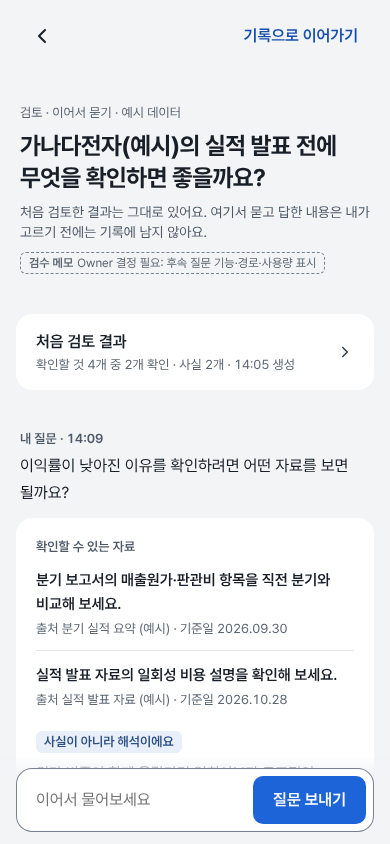 기록으로 이어가기
검토 · 이어서 묻기 · 예시 데이터
가나다전자(예시)의 실적 발표 전에
무엇을 확인하면 좋을까요?
처음 검토한 결과는 그대로 있어요. 여기서 묻고 답한 내용은 내가
고르기 전에는 기록에 남지 않아요.
검수 메모 Owner 결정 필요: 후속 질문 기능·경로·사용량 표시
처음 검토 결과
확인할 것 4개 중 2개 확인 · 사실 2개 · 14:05 생성
내 질문 · 14:09
이익률이 낮아진 이유를 확인하려면 어떤 자료를 보면
될까요?
확인할 수 있는 자료
분기 보고서의 매출원가·판관비 항목을 직전 분기와
비교해 보세요.
출처 분기 실적 요약 (예시) · 기준일 2026.09.30
실적 발표 자료의 일회성 비용 설명을 확인해 보세요.
출처 실적 발표 자료 (예시) · 기준일 2026.10.28
사실이 아니라 해석이에요
이어서 물어보세요
질문 보내기